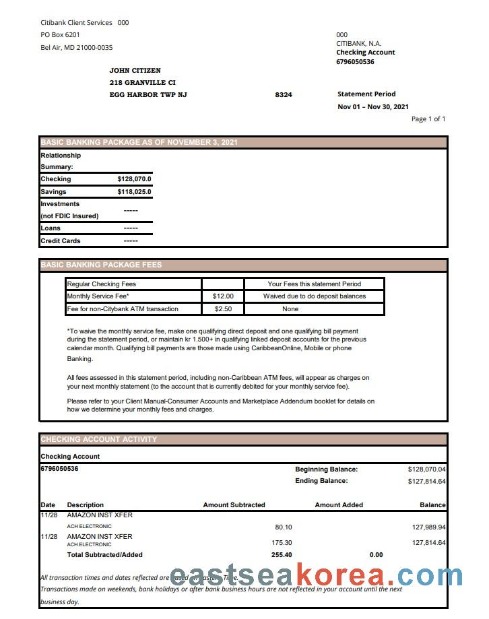 Citibank Client Services   000
PO Box 6201
Bel Air, MD 21000-0035
000
CITIBANK, N.A.
Checking Account
6796050536
JOHN CITIZEN
218 GRANVILLE CI
EGG HARBOR TWP NJ 8324
Statement Period
Nov 01 – Nov 30, 2021
Page 1 of 1
BASIC BANKING PACKAGE AS OF NOVEMBER 3, 2021
Relationship
Summary:
Checking $128,070.0
Savings $118,025.0
Investments
(not FDIC Insured) -----
Loans -----
Credit Cards -----
BASIC BANKING PACKAGE FEES
Regular Checking Fees Your Fees this statement Period
Monthly Service Fee* $12.00 Waived due to do deposit balances
Fee for non-Citybank ATM transaction $2.50 None
*To waive the monthly service fee, make one qualifying direct deposit and one qualifying bill payment
during the statement period, or maintain kr 1.500+ in qualifying linked deposit accounts for the previous
calendar month. Qualifying bill payments are those made using CaribbeanOnline, Mobile or phone
Banking.
All fees assessed in this statement period, including non-Caribbean ATM fees, will appear as charges on
your next monthly statement (to the account that is currently debited for your monthly service fee).
Please refer to your Client Manual-Consumer Accounts and Marketplace Addendum booklet for details on
how we determine your monthly fees and charges.
CHECKING ACCOUNT ACTIVITY
Checking Account
6796050536 Beginning Balance: $128,070.04
Ending Balance: $127,814.64
Date Description Amount Subtracted Amount Added Balance
11/28 AMAZON INST XFER
ACH ELECTRONIC 80.10 127,989.94
11/28 AMAZON INST XFER
ACH ELECTRONIC 175.30 127,814.64
Total Subtracted/Added 255.40 0.00
All transaction times and dates reflected are based on Eastern Time.
Transactions made on weekends, bank holidays or after bank business hours are not reflected in your account until the next
business day.
eastseakorea.com